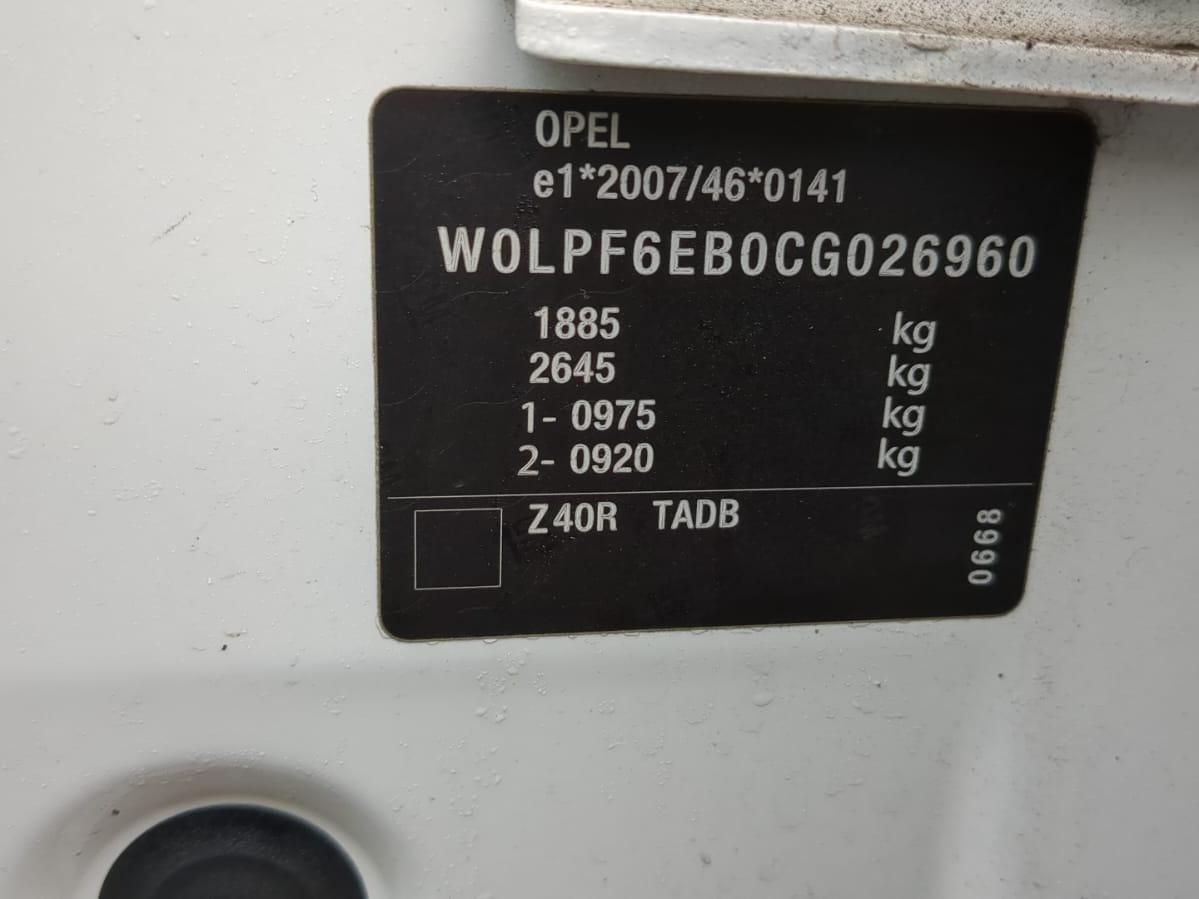 OPEL
e1*2007/46*0141
W0LPF6EB0CG026960
1885 kg
2645 kg
1- 0975 kg
2- 0920 kg
Z40R TADB
0668